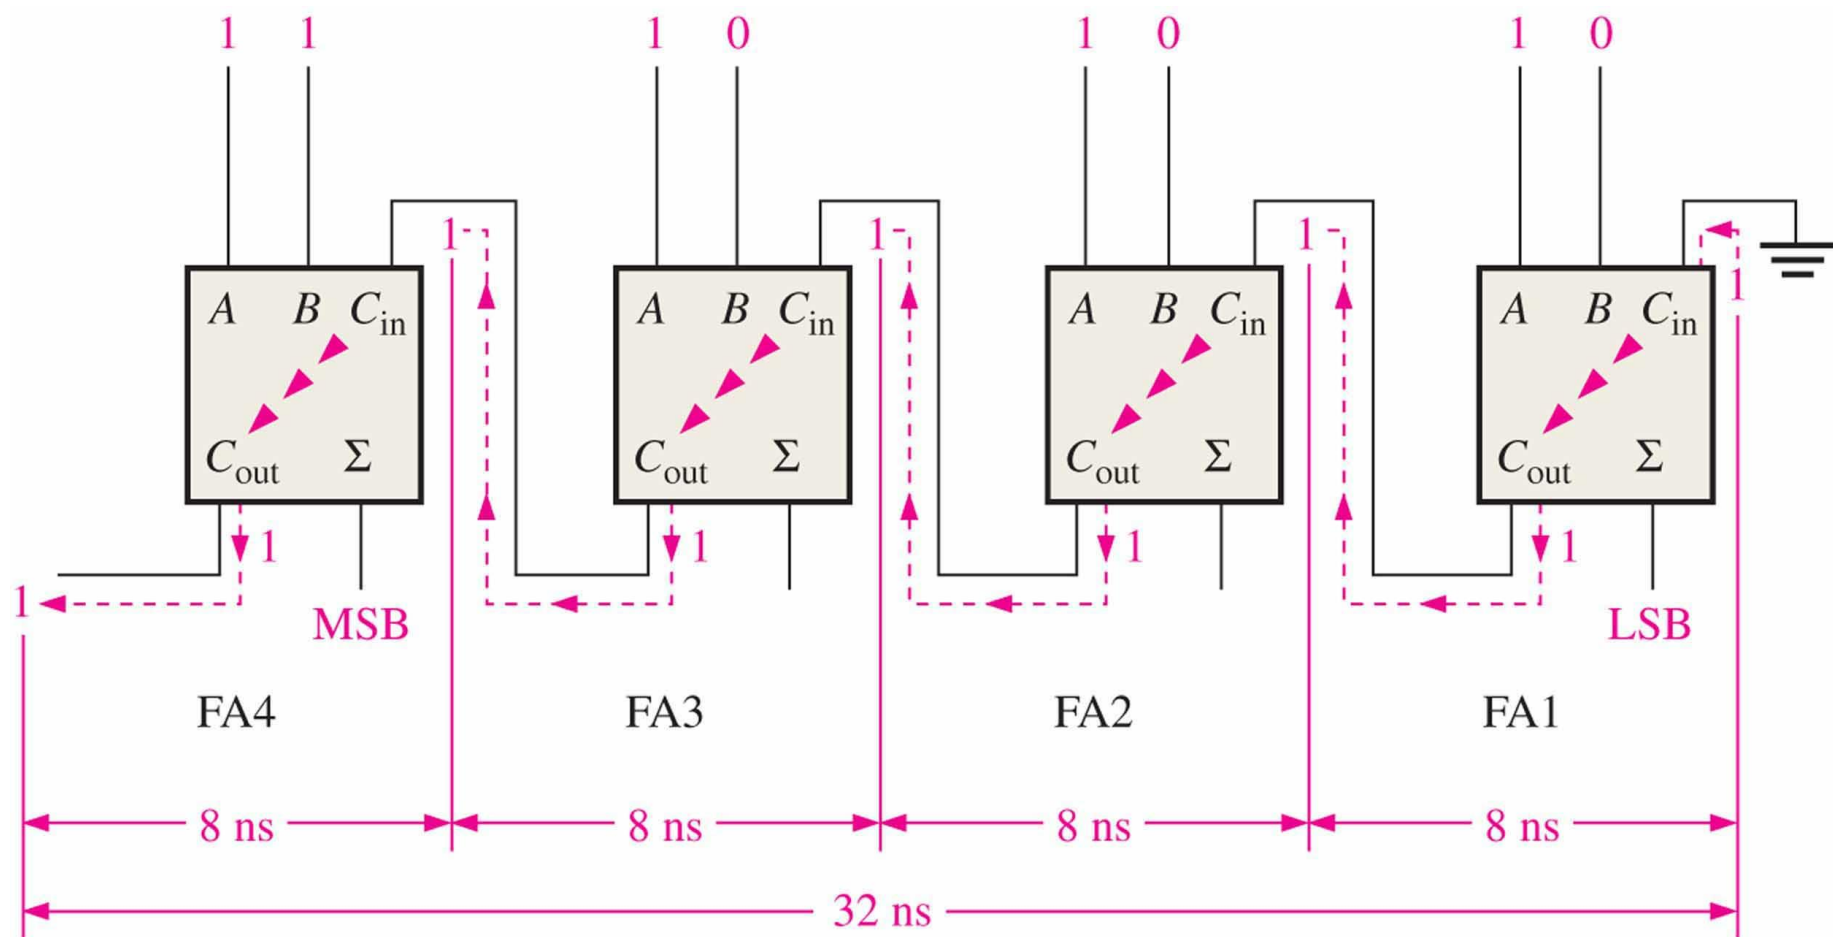 1 1 1 0 1 0 1 0
1 1 1 1
A B Cin A B Cin A B Cin A B Cin
Cout Σ Cout Σ Cout Σ Cout Σ
1 1 1 1
1 MSB LSB
FA4 FA3 FA2 FA1
8 ns 8 ns 8 ns 8 ns
32 ns